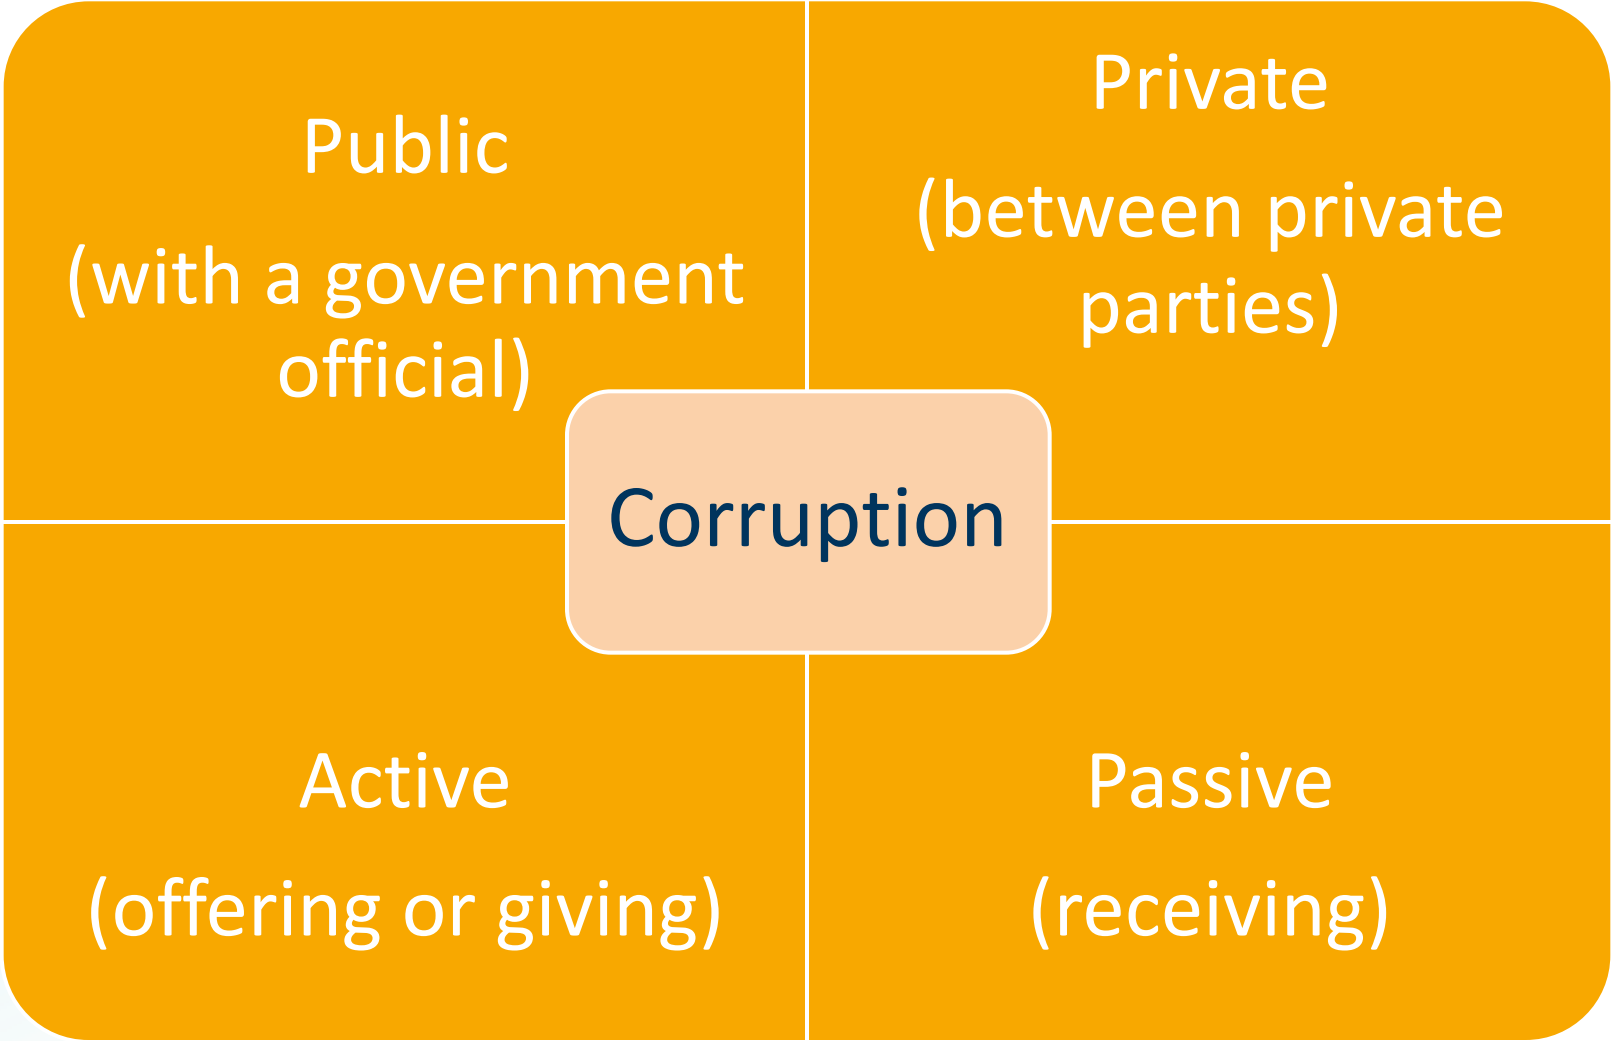 Public
(with a government
official)
Private
(between private
parties)
Corruption
Active
(offering or giving)
Passive
(receiving)